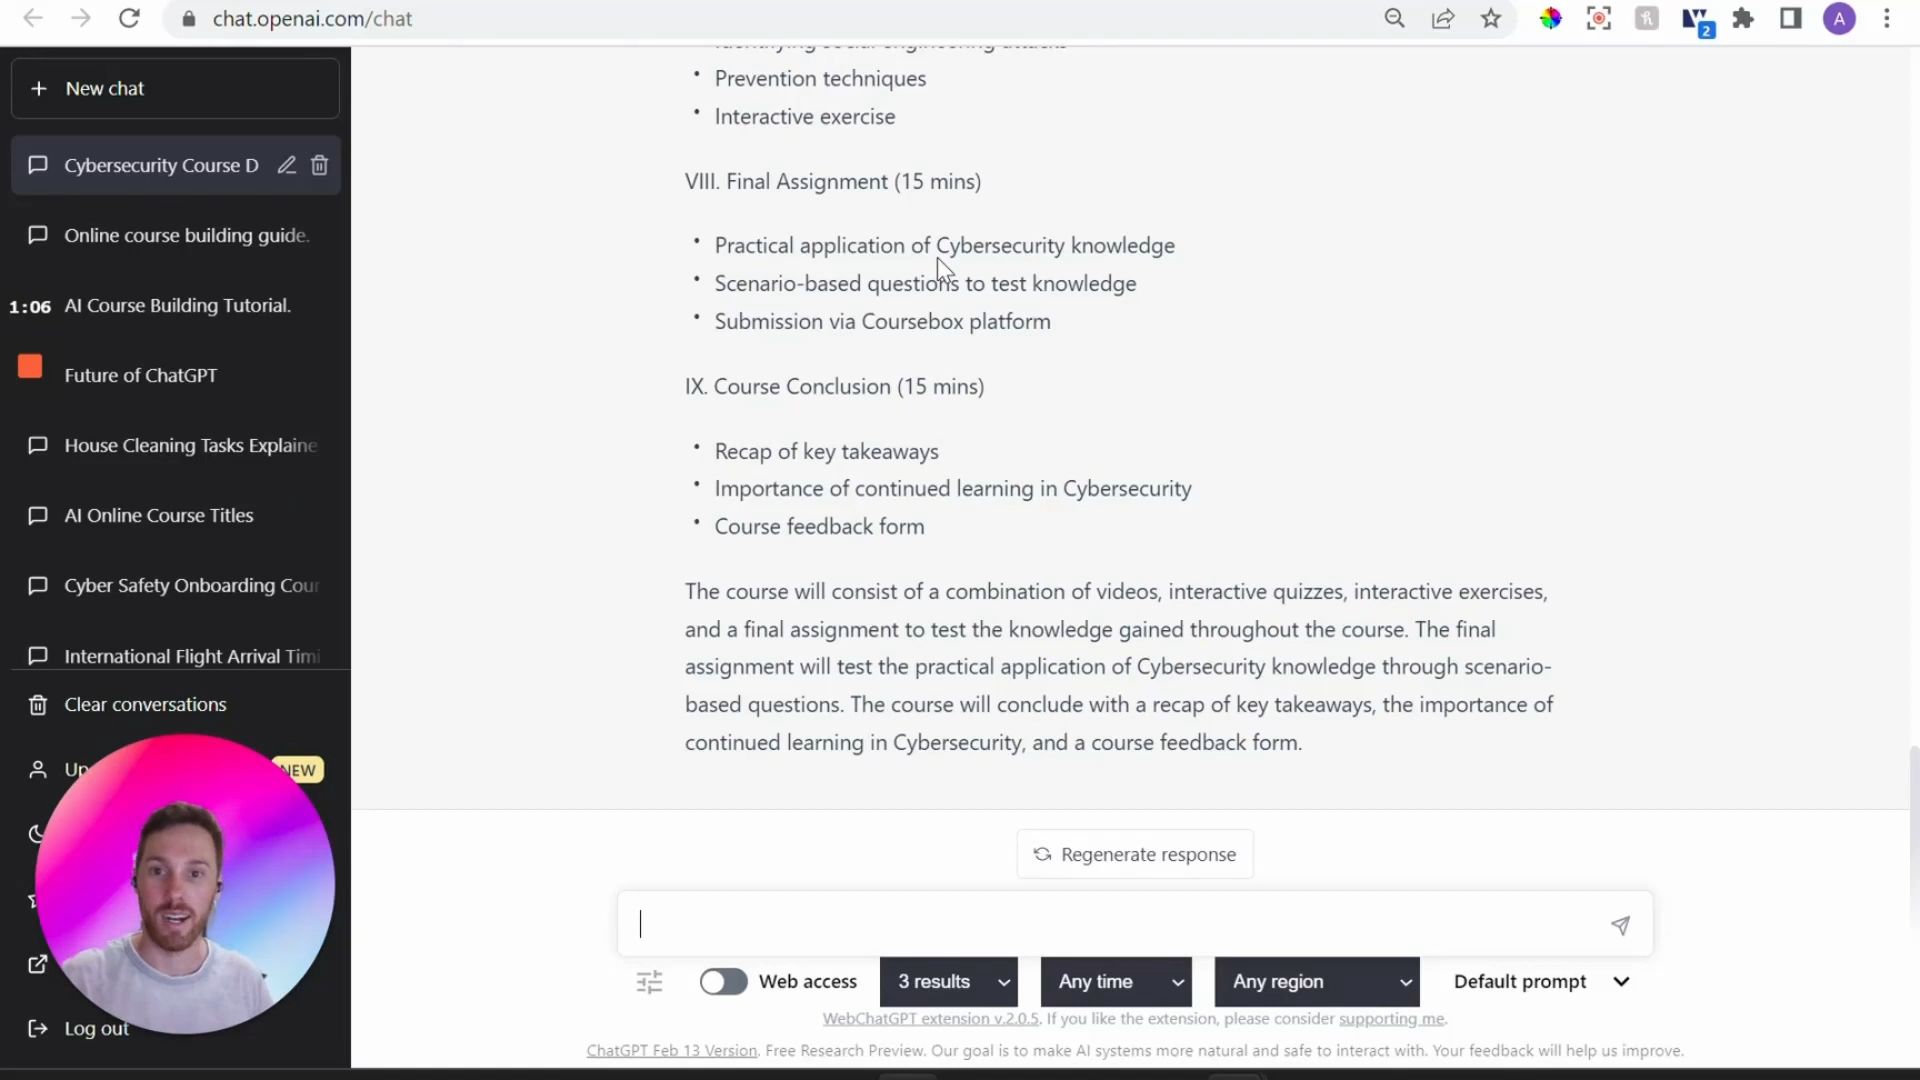 chat.openai.com/chat
2
A
New chat
Cybersecurity Course D
Online course building guide.
1:06
AI Course Building Tutorial.
Future of ChatGPT
House Cleaning Tasks Explaine
AI Online Course Titles
Cyber Safety Onboarding Cour
International Flight Arrival Timi
Clear conversations
Up
NEW
Log out
Identifying social engineering attacks
• Prevention techniques
• Interactive exercise
VIII. Final Assignment (15 mins)
• Practical application of Cybersecurity knowledge
• Scenario-based questions to test knowledge
• Submission via Coursebox platform
IX. Course Conclusion (15 mins)
• Recap of key takeaways
• Importance of continued learning in Cybersecurity
• Course feedback form
The course will consist of a combination of videos, interactive quizzes, interactive exercises,
and a final assignment to test the knowledge gained throughout the course. The final
assignment will test the practical application of Cybersecurity knowledge through scenario-
based questions. The course will conclude with a recap of key takeaways, the importance of
continued learning in Cybersecurity, and a course feedback form.
Regenerate response
Web access
3 results
Any time
Any region
Default prompt
WebChatGPT extension v.2.0.5. If you like the extension, please consider supporting me.
ChatGPT Feb 13 Version. Free Research Preview. Our goal is to make AI systems more natural and safe to interact with. Your feedback will help us improve.